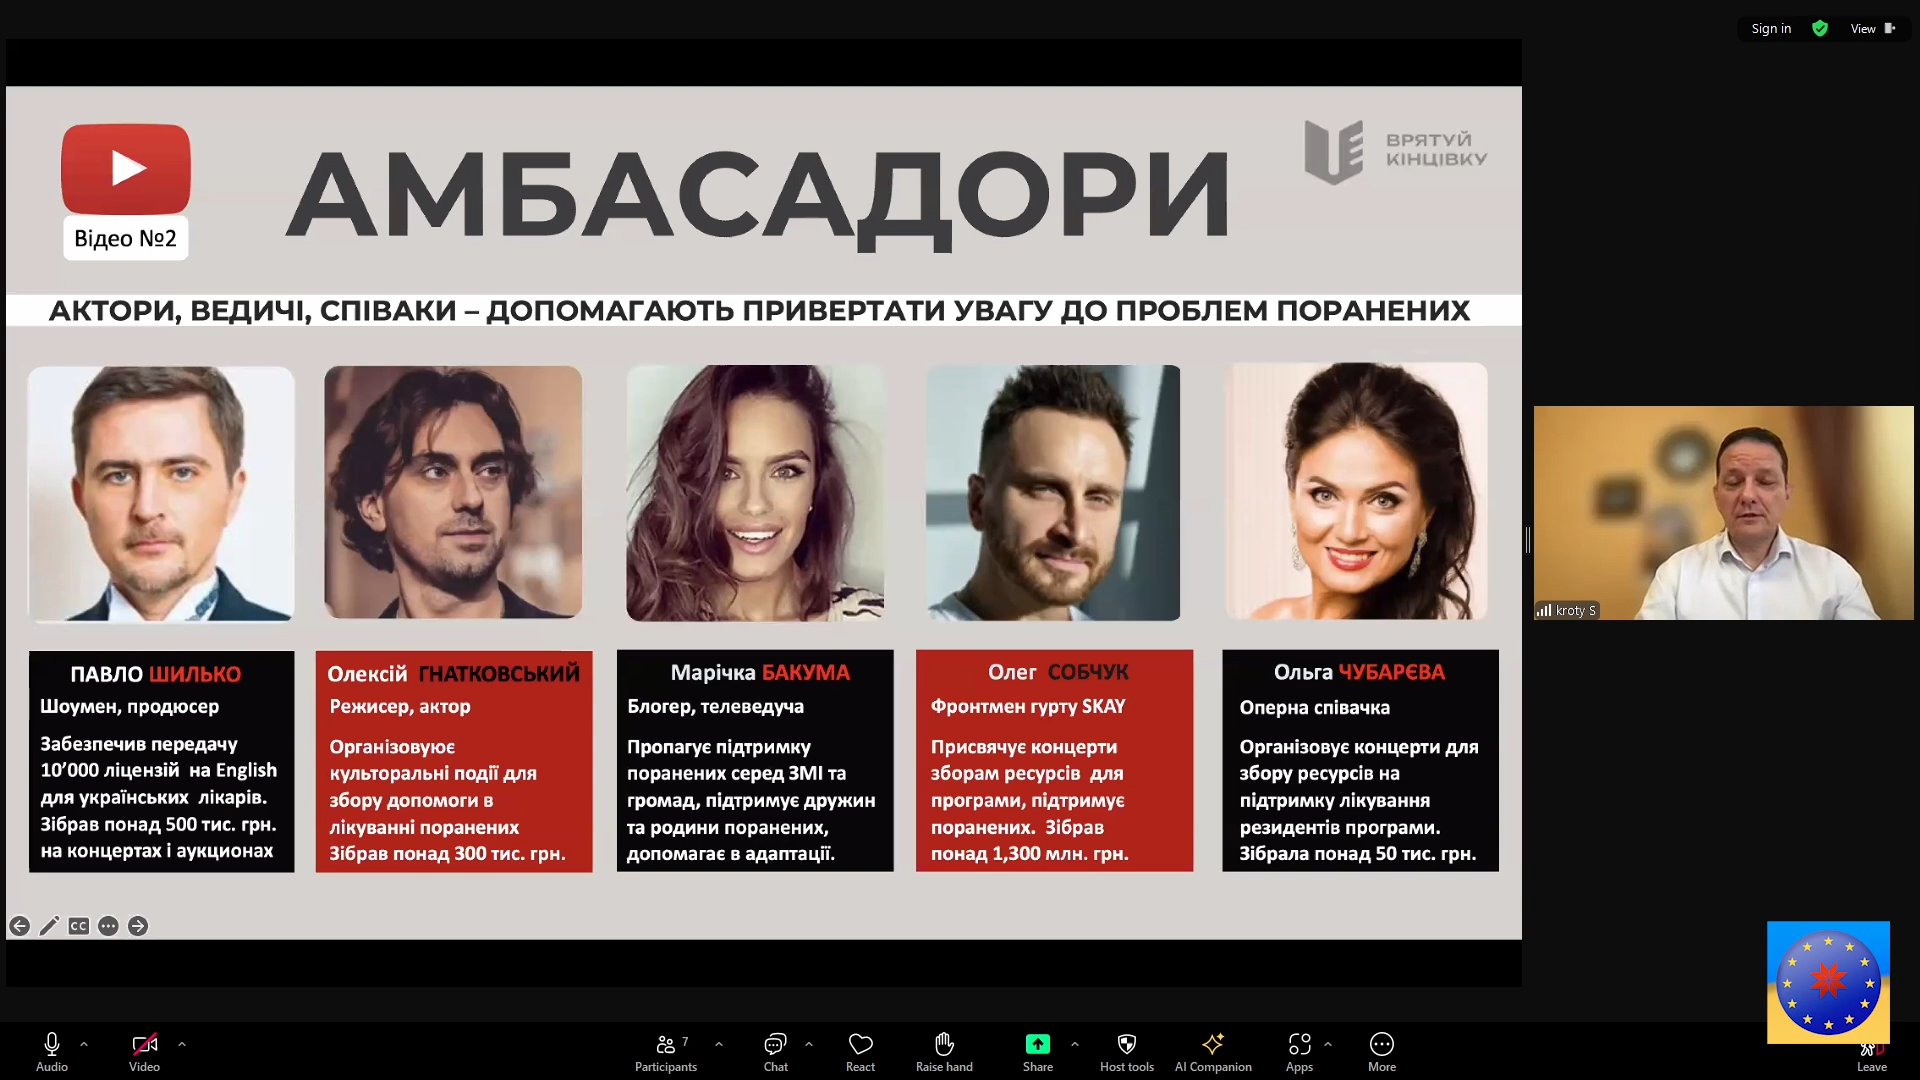 Sign in
View
Відео №2
АМБАСАДОРИ
ВРЯТУЙ
КІНЦІВКУ
АКТОРИ, ВЕДИЧІ, СПІВАКИ – ДОПОМАГАЮТЬ ПРИВЕРТАТИ УВАГУ ДО ПРОБЛЕМ ПОРАНЕНИХ
ПАВЛО ШИЛЬКО
Шоумен, продюсер
Забезпечив передачу
10’000 ліцензій на English
для українських лікарів.
Зібрав понад 500 тис. грн.
на концертах і аукционах
Олексій ГНАТКОВСЬКИЙ
Режисер, актор
Організовуює
культоральні події для
збору допомоги в
лікуванні поранених
Зібрав понад 300 тис. грн.
Марічка БАКУМА
Блогер, телеведуча
Пропагує підтримку
поранених серед ЗМІ та
громад, підтримує дружин
та родини поранених,
допомагає в адаптації.
Олег СОБЧУК
Фронтмен гурту SKAY
Присвячує концерти
зборам ресурсів для
програми, підтримує
поранених. Зібрав
понад 1,300 млн. грн.
Ольга ЧУБАРЄВА
Оперна співачка
Організовує концерти для
збору ресурсів на
підтримку лікування
резидентів програми.
Зібрала понад 50 тис. грн.
kroty S
CC
Audio
Video
7
Participants
Chat
React
Raise hand
Share
Host tools
AI Companion
Apps
More
Leave